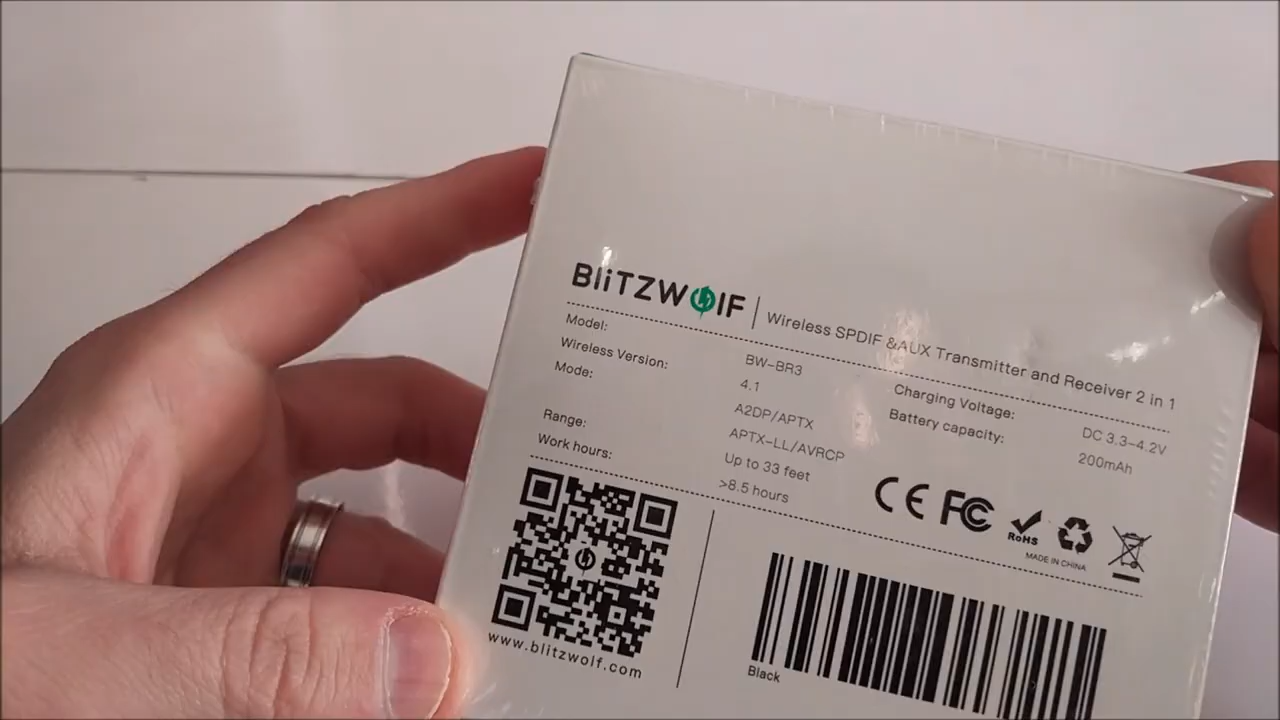 BlitzWolf | Wireless SPDIF &AUX Transmitter and Receiver 2 in 1
Model: BW-BR3
Wireless Version: 4.1
Mode: A2DP/APTX
APTX-LL/AVRCP
Range: Up to 33 feet
Work hours: >8.5 hours
Charging Voltage: DC 3.3-4.2V
Battery capacity: 200mAh
CE FC RoHS
MADE IN CHINA
www.blitzwolf.com
Black